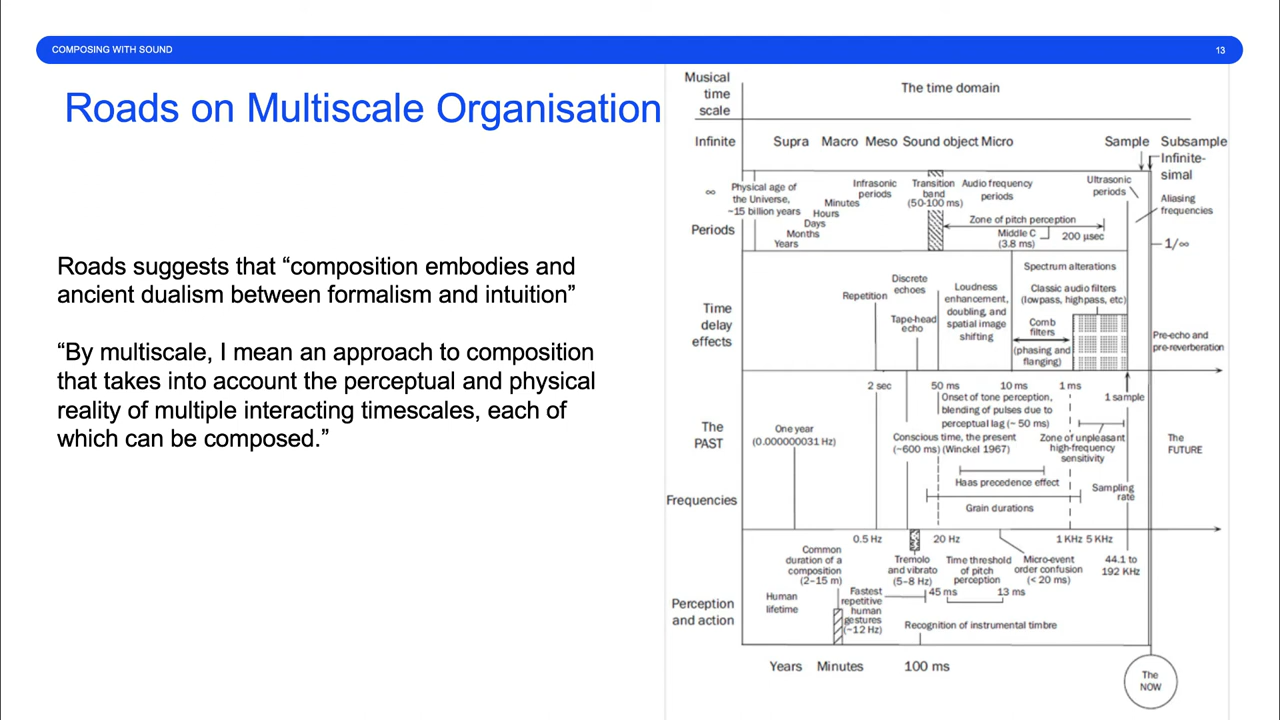 COMPOSING WITH SOUND
13
Roads on Multiscale Organisation
Roads suggests that “composition embodies and
ancient dualism between formalism and intuition”
“By multiscale, I mean an approach to composition
that takes into account the perceptual and physical
reality of multiple interacting timescales, each of
which can be composed.”
Musical
time
scale
The time domain
Infinite
Supra
Macro
Meso
Sound object
Micro
Sample
Subsample
Infinite-
simal
∞
Physical age of
the Universe,
~15 billion years
Infrasonic
periods
Minutes
Hours
Days
Months
Years
Transition
band
(50-100 ms)
Audio frequency
periods
Ultrasonic
periods
Aliasing
frequencies
Periods
Zone of pitch perception
Middle C
(3.8 ms)
200 µsec
1/∞
Time
delay
effects
Repetition
Discrete
echoes
Tape-head
echo
Loudness
enhancement,
doubling, and
spatial image
shifting
Spectrum alterations
Classic audio filters
(lowpass, highpass, etc)
Comb
filters
(phasing and
flanging)
Pre-echo and
pre-reverberation
2 sec
50 ms
10 ms
1 ms
1 sample
Onset of tone perception,
blending of pulses due to
perceptual lag (~ 50 ms)
The
PAST
One year
(0.000000031 Hz)
Conscious time, the present
(~600 ms) (Winckel 1967)
Zone of unpleasant
high-frequency
sensitivity
The
FUTURE
Haas precedence effect
Grain durations
Sampling
rate
Frequencies
0.5 Hz
20 Hz
1 KHz
5 KHz
44.1 to
192 KHz
Common
duration of a
composition
(2–15 m)
Tremolo
and vibrato
(5–8 Hz)
Time threshold
of pitch
perception
45 ms
13 ms
Micro-event
order confusion
(< 20 ms)
Perception
and action
Human
lifetime
Fastest
repetitive
human
gestures
(~12 Hz)
Recognition of instrumental timbre
Years
Minutes
100 ms
The
NOW